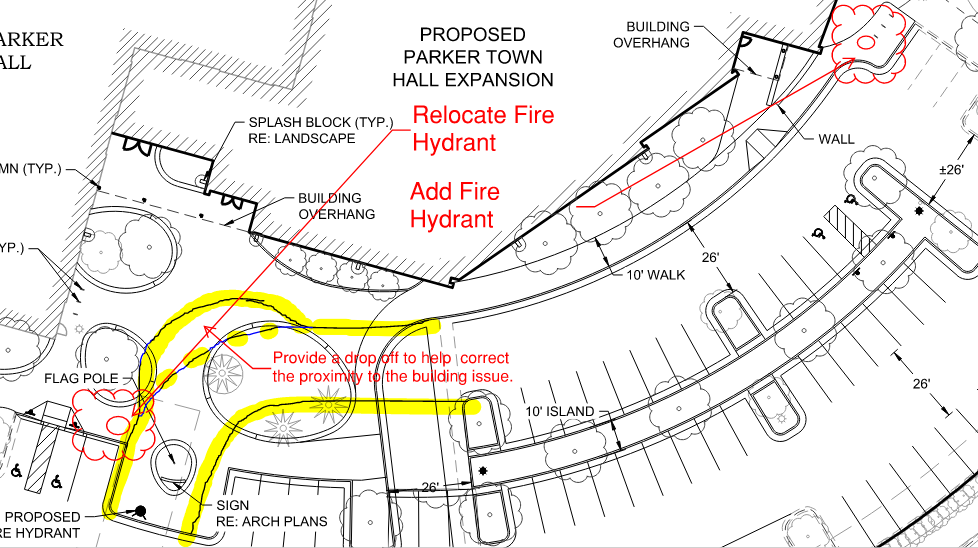 ARKER
ALL
PROPOSED
PARKER TOWN
HALL EXPANSION
BUILDING
OVERHANG
Relocate Fire
Hydrant
SPLASH BLOCK (TYP.)
RE: LANDSCAPE
WALL
±26'
MN (TYP.)
Add Fire
Hydrant
BUILDING
OVERHANG
YP.)
10' WALK
26'
Provide a drop off to help correct
the proximity to the building issue.
FLAG POLE
26'
10' ISLAND
26'
SIGN
RE: ARCH PLANS
PROPOSED
RE HYDRANT